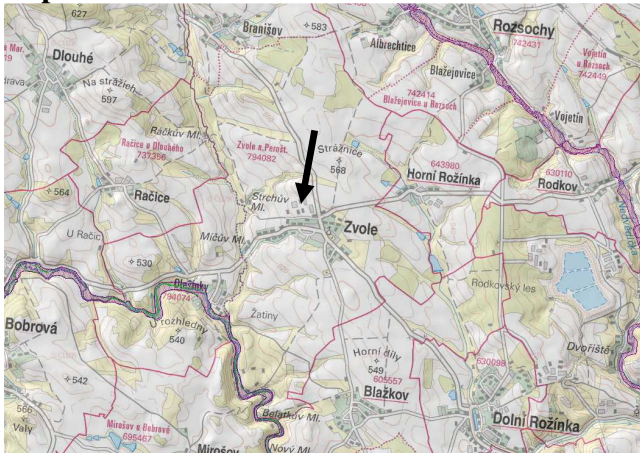 627
Dlouhé
Na strážích
597
Branišov
583
Albrechtice
Rozsochy
742431
Blažejovice
742414
Blažejovice u Rozsoch
Vojetín
u Rozsoch
742449
Vojetín
Račkův Ml.
Račice u Dlouhého
737356
Zvole n.Pernšt.
794082
Strážnice
568
643980
Horní Rožínka
630110
Rodkov
564
Račice
Strchův
Ml.
Zvole
Míčův Ml.
U Račic
530
Olešínky
Rodkovský les
Bobrová
U rozhledny
540
Žatiny
Dvořiště
Horní díly
549
605557
630098
Blažkov
542
566
Valy
Mirošov u Bobrové
695467
Mirošov
Nový Ml.
Dolní Rožínka